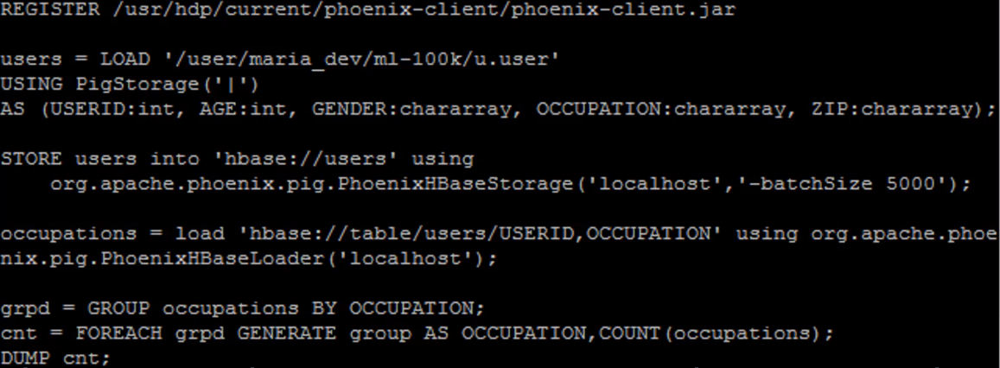 REGISTER /usr/hdp/current/phoenix-client/phoenix-client.jar
users = LOAD '/user/maria_dev/ml-100k/u.user'
USING PigStorage('|')
AS (USERID:int, AGE:int, GENDER:chararray, OCCUPATION:chararray, ZIP:chararray);
STORE users into 'hbase://users' using
    org.apache.phoenix.pig.PhoenixHBaseStorage('localhost','-batchSize 5000');
occupations = load 'hbase://table/users/USERID,OCCUPATION' using org.apache.phoe
nix.pig.PhoenixHBaseLoader('localhost');
grpd = GROUP occupations BY OCCUPATION;
cnt = FOREACH grpd GENERATE group AS OCCUPATION,COUNT(occupations);
DUMP cnt;